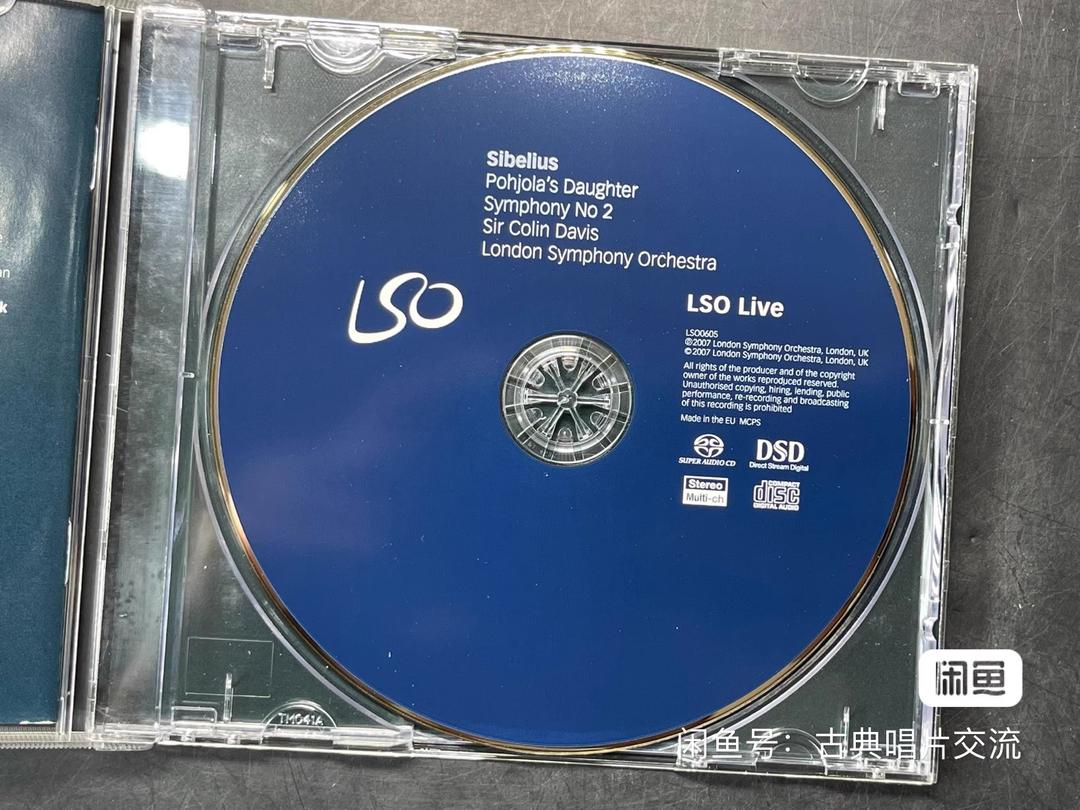 Sibelius
Pohjola's Daughter
Symphony No 2
Sir Colin Davis
London Symphony Orchestra
LSO
LSO Live
LSO0605
℗2007 London Symphony Orchestra, London, UK
©2007 London Symphony Orchestra, London, UK
All rights of the producer and of the copyright
owner of the works reproduced reserved.
Unauthorised copying, hiring, lending, public
performance, re-recording and broadcasting
of this recording is prohibited
Made in the EU MCPS
SUPER AUDIO CD
DSD
Direct Stream Digital
Stereo
Multi-ch
COMPACT
disc
DIGITAL AUDIO
an
k
TM041A
闲鱼
闲鱼号：古典唱片交流